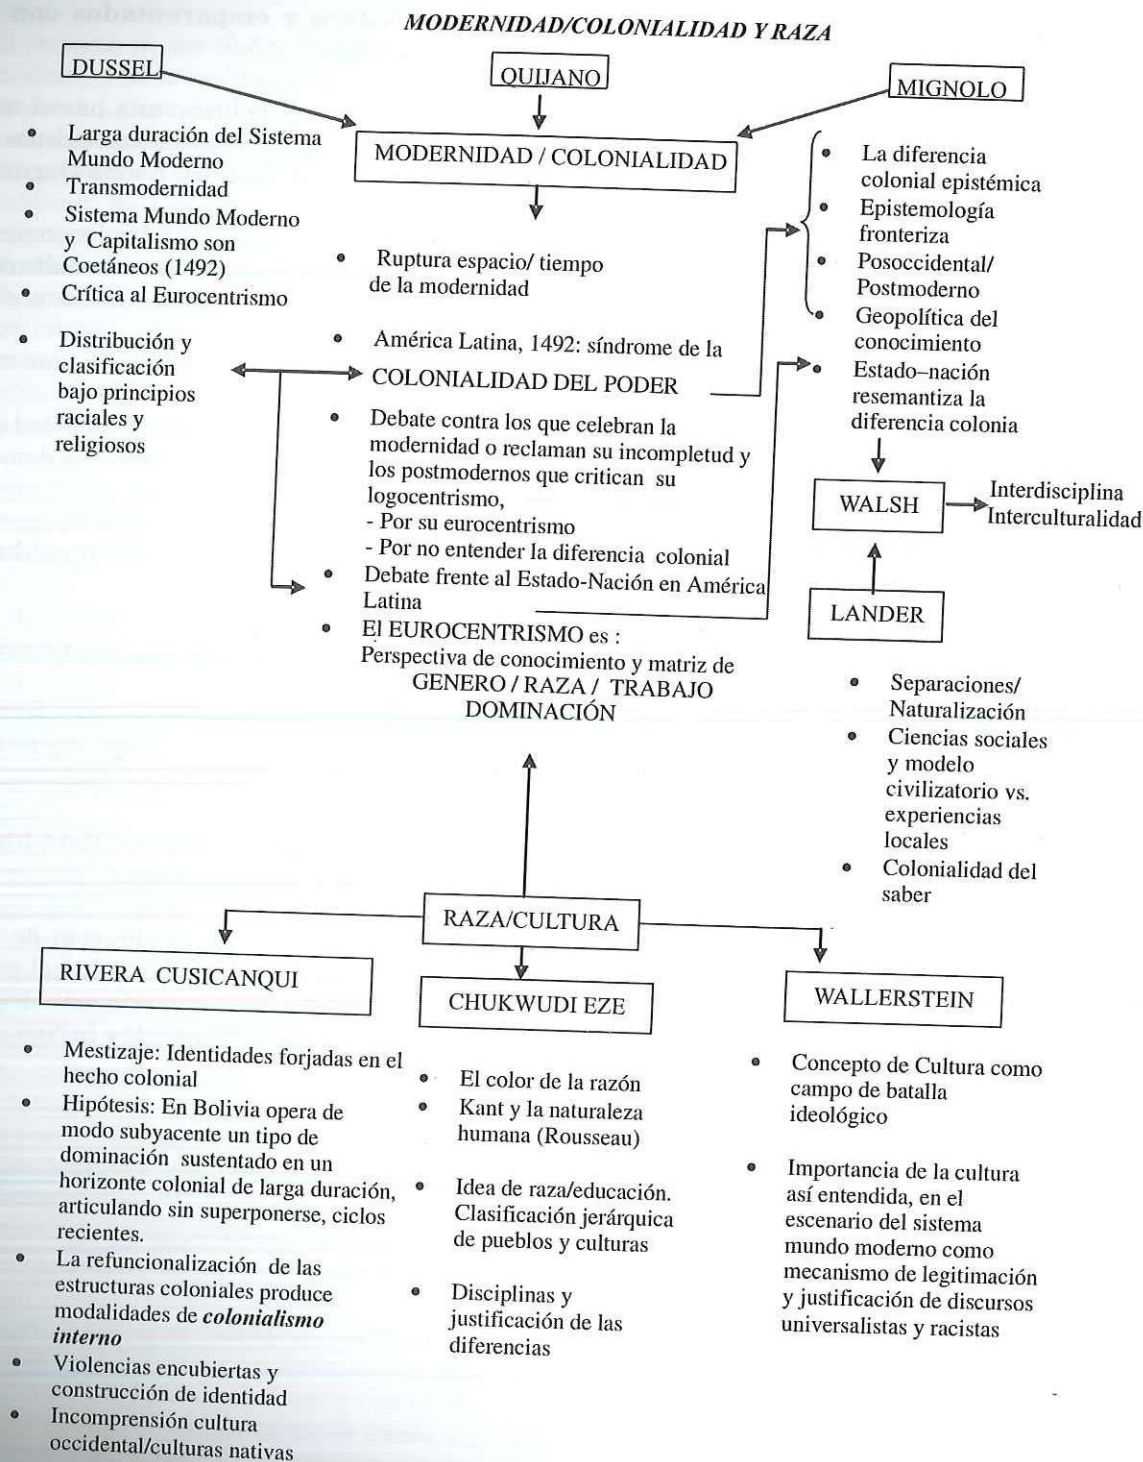 MODERNIDAD/COLONIALIDAD Y RAZA
DUSSEL
QUIJANO
MIGNOLO
MODERNIDAD / COLONIALIDAD
• Larga duración del Sistema
Mundo Moderno
• Transmodernidad
• Sistema Mundo Moderno
y Capitalismo son
Coetáneos (1492)
• Crítica al Eurocentrismo
• Distribución y
clasificación
bajo principios
raciales y
religiosos
• Ruptura espacio/ tiempo
de la modernidad
• América Latina, 1492: síndrome de la
COLONIALIDAD DEL PODER
• Debate contra los que celebran la
modernidad o reclaman su incompletud y
los postmodernos que critican su
logocentrismo,
- Por su eurocentrismo
- Por no entender la diferencia colonial
• Debate frente al Estado-Nación en América
Latina
• El EUROCENTRISMO es :
Perspectiva de conocimiento y matriz de
GENERO / RAZA / TRABAJO
DOMINACIÓN
• La diferencia
colonial epistémica
• Epistemología
fronteriza
• Posoccidental/
Postmoderno
• Geopolítica del
conocimiento
• Estado–nación
resemantiza la
diferencia colonia
WALSH
Interdisciplina
Interculturalidad
LANDER
• Separaciones/
Naturalización
• Ciencias sociales
y modelo
civilizatorio vs.
experiencias
locales
• Colonialidad del
saber
RAZA/CULTURA
RIVERA CUSICANQUI
CHUKWUDI EZE
WALLERSTEIN
• Mestizaje: Identidades forjadas en el
hecho colonial
• Hipótesis: En Bolivia opera de
modo subyacente un tipo de
dominación sustentado en un
horizonte colonial de larga duración,
articulando sin superponerse, ciclos
recientes.
• La refuncionalización de las
estructuras coloniales produce
modalidades de colonialismo
interno
• Violencias encubiertas y
construcción de identidad
• Incomprensión cultura
occidental/culturas nativas
• El color de la razón
• Kant y la naturaleza
humana (Rousseau)
• Idea de raza/educación.
Clasificación jerárquica
de pueblos y culturas
• Disciplinas y
justificación de las
diferencias
• Concepto de Cultura como
campo de batalla
ideológico
• Importancia de la cultura
así entendida, en el
escenario del sistema
mundo moderno como
mecanismo de legitimación
y justificación de discursos
universalistas y racistas